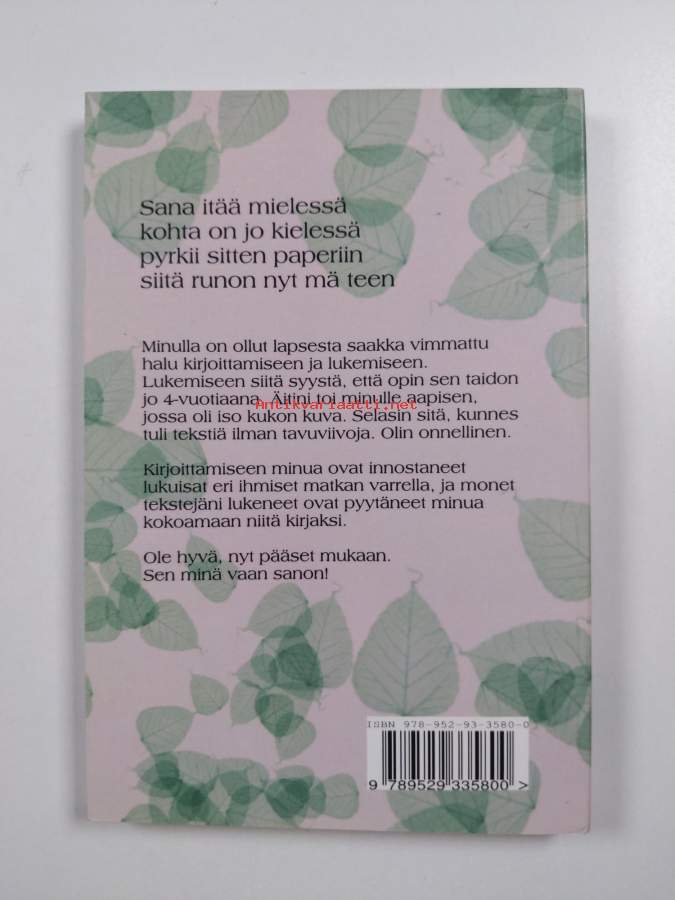 Sana itää mielessä
kohta on jo kielessä
pyrkii sitten paperiin
siitä runon nyt mä teen
Minulla on ollut lapsesta saakka vimmattu
halu kirjoittamiseen ja lukemiseen.
Lukemiseen siitä syystä, että opin sen taidon
jo 4-vuotiaana. Äitini toi minulle aapisen,
Antikvariaatti.net
jossa oli iso kukon kuva. Selasin sitä, kunnes
tuli tekstiä ilman tavuviivoja. Olin onnellinen.
Kirjoittamiseen minua ovat innostaneet
lukuisat eri ihmiset matkan varrella, ja monet
tekstejäni lukeneet ovat pyytäneet minua
kokoamaan niitä kirjaksi.
Ole hyvä, nyt pääset mukaan.
Sen minä vaan sanon!
ISBN 978-952-93-3580-0
9 789529 335800 >